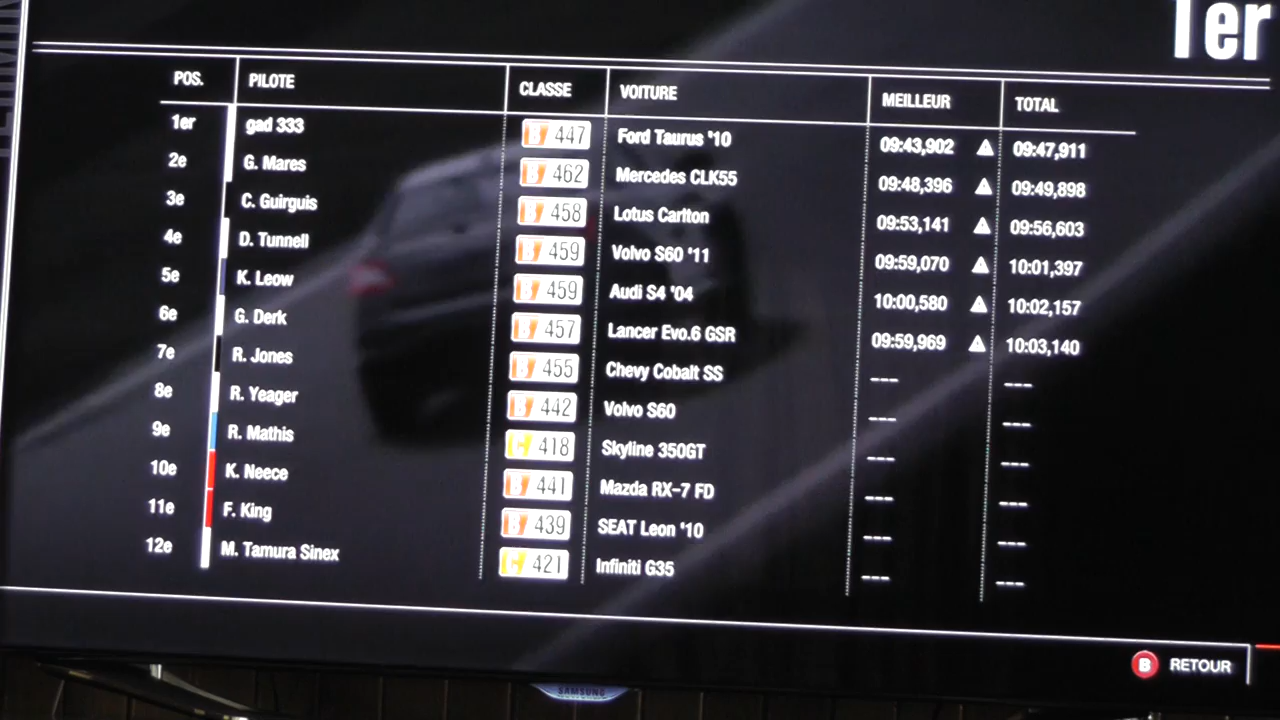 1er
POS. PILOTE CLASSE VOITURE MEILLEUR TOTAL
1er gad 333 B 447 Ford Taurus '10 09:43,902 09:47,911
2e G. Mares B 462 Mercedes CLK55 09:48,396 09:49,898
3e C. Guirguis B 458 Lotus Carlton 09:53,141 09:56,603
4e D. Tunnell B 459 Volvo S60 '11 09:59,070 10:01,397
5e K. Leow B 459 Audi S4 '04 10:00,580 10:02,157
6e G. Derk B 457 Lancer Evo.6 GSR 09:59,969 10:03,140
7e R. Jones B 455 Chevy Cobalt SS --- ---
8e R. Yeager B 442 Volvo S60 --- ---
9e R. Mathis 418 Skyline 350GT --- ---
10e K. Neece B 441 Mazda RX-7 FD --- ---
11e F. King B 439 SEAT Leon '10 --- ---
12e M. Tamura Sinex 421 Infiniti G35 --- ---
B RETOUR
SAMSUNG